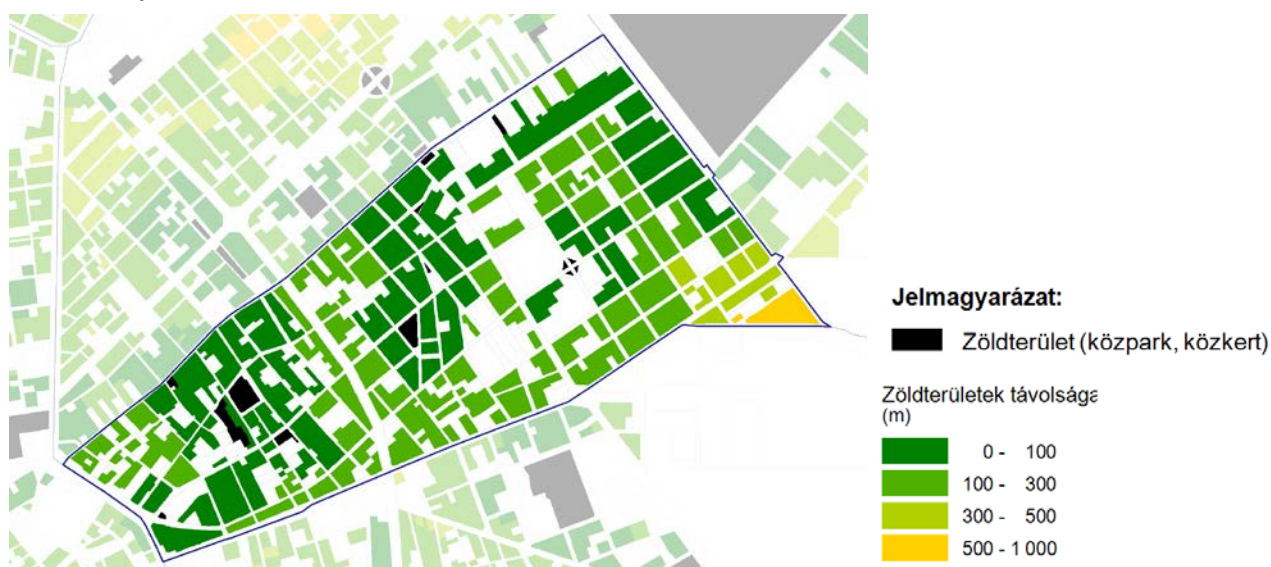 Jelmagyarázat:
Zöldterület (közpark, közkert)
Zöldterületek távolsága
(m)
0 - 100
100 - 300
300 - 500
500 - 1 000